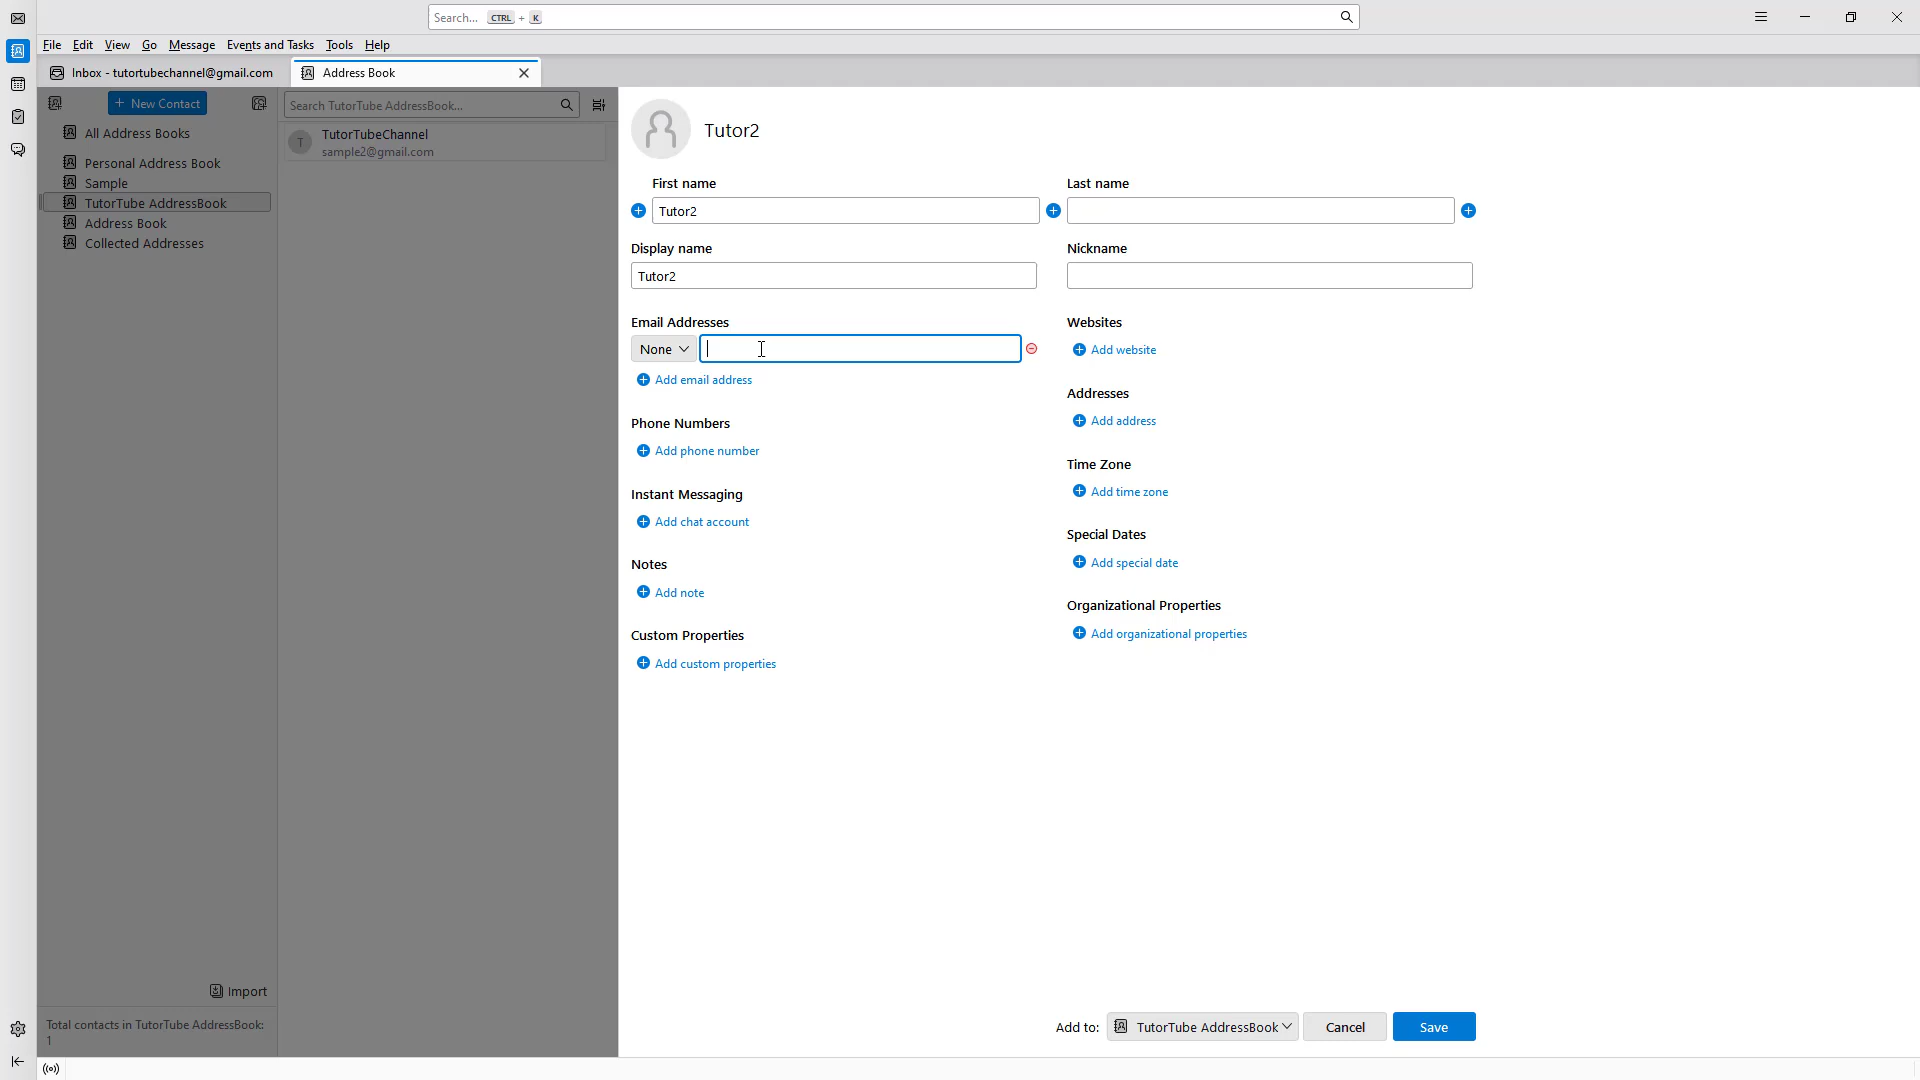 Search... CTRL + K
File Edit View Go Message Events and Tasks Tools Help
Inbox - tutortubechannel@gmail.com
Address Book
+ New Contact
All Address Books
Personal Address Book
Sample
TutorTube AddressBook
Address Book
Collected Addresses
Import
Total contacts in TutorTube AddressBook:
1
Search TutorTube AddressBook...
T
TutorTubeChannel
sample2@gmail.com
Tutor2
First name
Last name
Tutor2
Display name
Nickname
Tutor2
Email Addresses
None
Add email address
Phone Numbers
Add phone number
Instant Messaging
Add chat account
Notes
Add note
Custom Properties
Add custom properties
Websites
Add website
Addresses
Add address
Time Zone
Add time zone
Special Dates
Add special date
Organizational Properties
Add organizational properties
Add to: TutorTube AddressBook Cancel Save